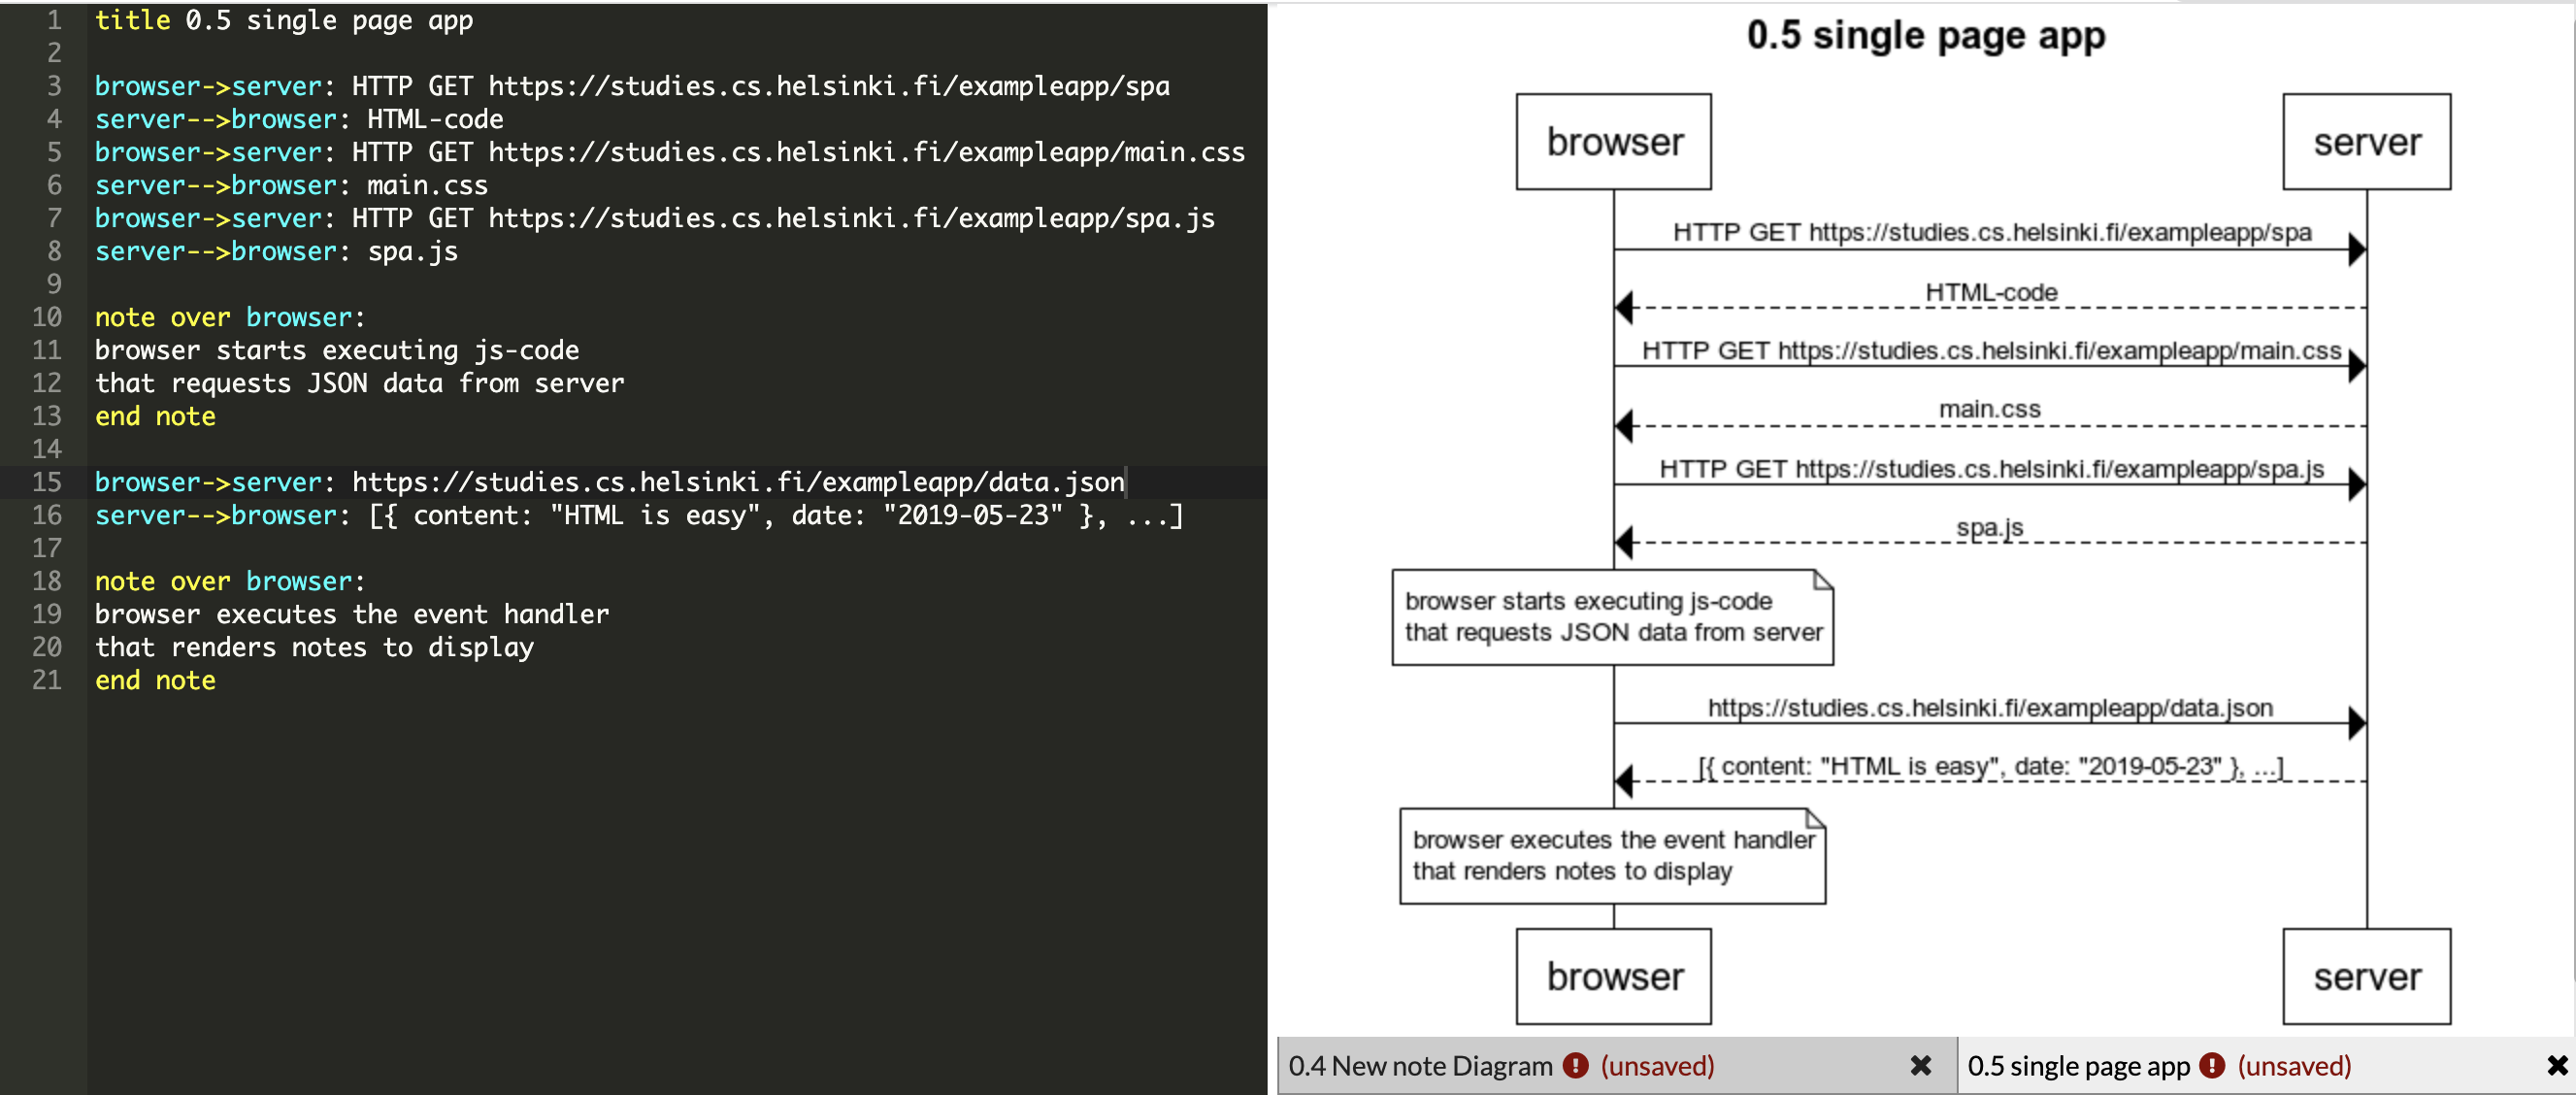 1 title 0.5 single page app
2
3 browser->server: HTTP GET https://studies.cs.helsinki.fi/exampleapp/spa
4 server-->browser: HTML-code
5 browser->server: HTTP GET https://studies.cs.helsinki.fi/exampleapp/main.css
6 server-->browser: main.css
7 browser->server: HTTP GET https://studies.cs.helsinki.fi/exampleapp/spa.js
8 server-->browser: spa.js
9
10 note over browser:
11 browser starts executing js-code
12 that requests JSON data from server
13 end note
14
15 browser->server: https://studies.cs.helsinki.fi/exampleapp/data.json
16 server-->browser: [{ content: "HTML is easy", date: "2019-05-23" }, ...]
17
18 note over browser:
19 browser executes the event handler
20 that renders notes to display
21 end note
0.5 single page app
browser
server
HTTP GET https://studies.cs.helsinki.fi/exampleapp/spa
HTML-code
HTTP GET https://studies.cs.helsinki.fi/exampleapp/main.css
main.css
HTTP GET https://studies.cs.helsinki.fi/exampleapp/spa.js
spa.js
browser starts executing js-code
that requests JSON data from server
https://studies.cs.helsinki.fi/exampleapp/data.json
[{ content: "HTML is easy", date: "2019-05-23" }, ...]
browser executes the event handler
that renders notes to display
browser
server
0.4 New note Diagram ! (unsaved) ✖
0.5 single page app ! (unsaved) ✖